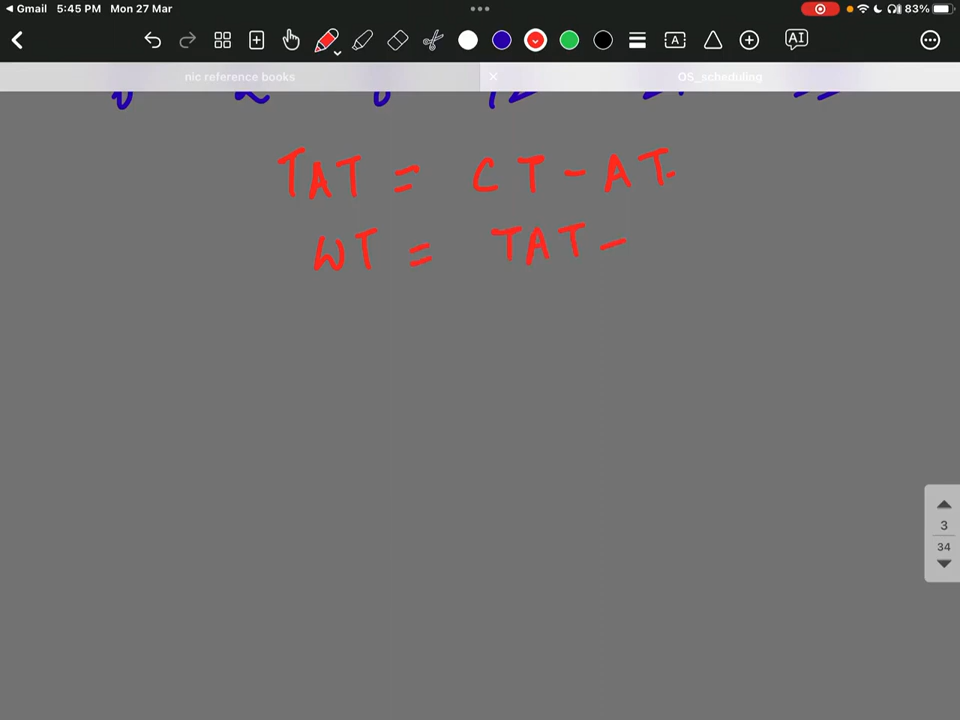 Gmail 5:45 PM Mon 27 Mar 83%
A
AI
nic reference books
OS_scheduling
TAT = CT - AT.
WT = TAT -
3
34